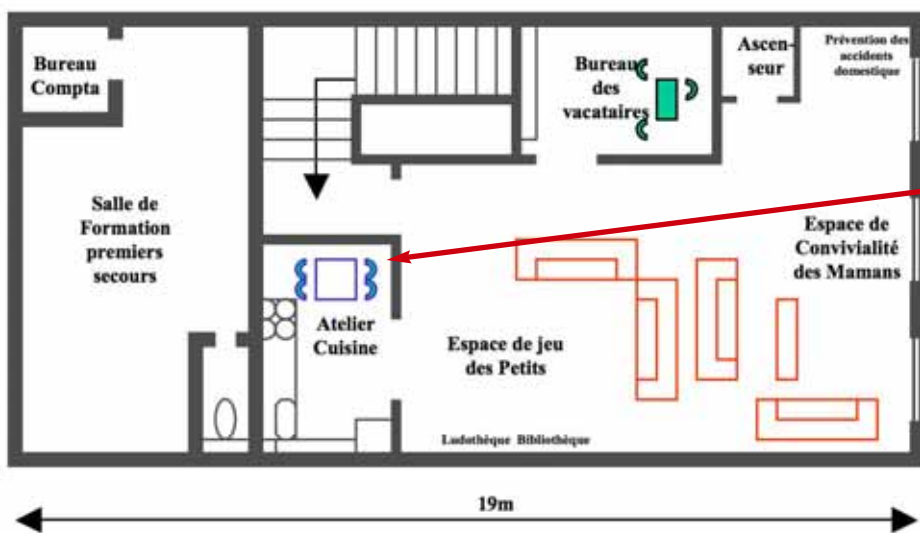 Bureau
Compta
Bureau
des
vacataires
Ascen-
seur
Prévention des
accidents
domestique
Salle de
Formation
premiers
secours
Espace de
Convivialité
des Mamans
Atelier
Cuisine
Espace de jeu
des Petits
Ludothèque Bibliothèque
19m